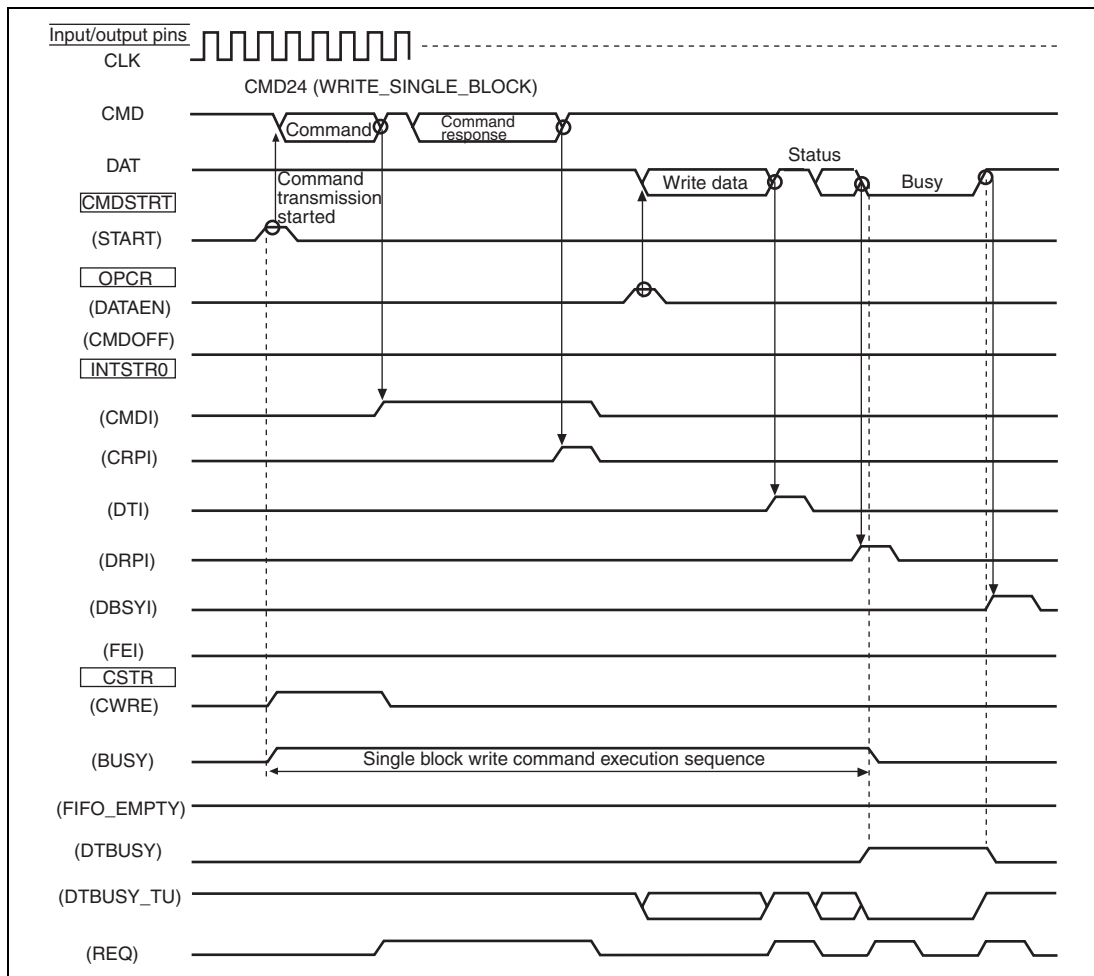 Input/output pins
CLK
CMD24 (WRITE_SINGLE_BLOCK)
CMD
Command
Command
response
DAT
Status
Write data
Busy
Command
transmission
started
CMDSTRT
(START)
OPCR
(DATAEN)
(CMDOFF)
INTSTR0
(CMDI)
(CRPI)
(DTI)
(DRPI)
(DBSYI)
(FEI)
CSTR
(CWRE)
(BUSY)
Single block write command execution sequence
(FIFO_EMPTY)
(DTBUSY)
(DTBUSY_TU)
(REQ)